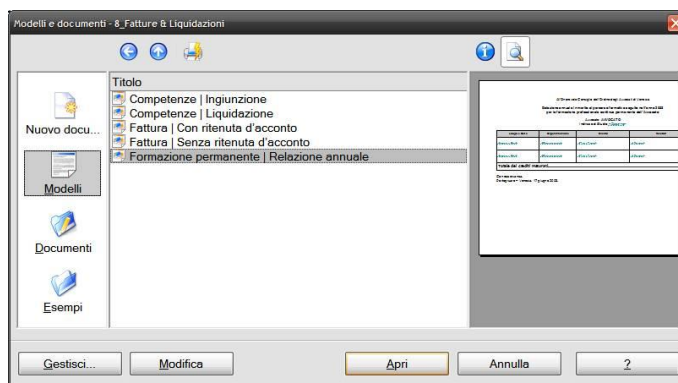 Modelli e documenti - 8_Fatture & Liquidazioni
Titolo
Competenze | Ingiunzione
Competenze | Liquidazione
Fattura | Con ritenuta d'acconto
Fattura | Senza ritenuta d'acconto
Formazione permanente | Relazione annuale
Nuovo docu...
Modelli
Documenti
Esempi
Gestisci...
Modifica
Apri
Annulla
?